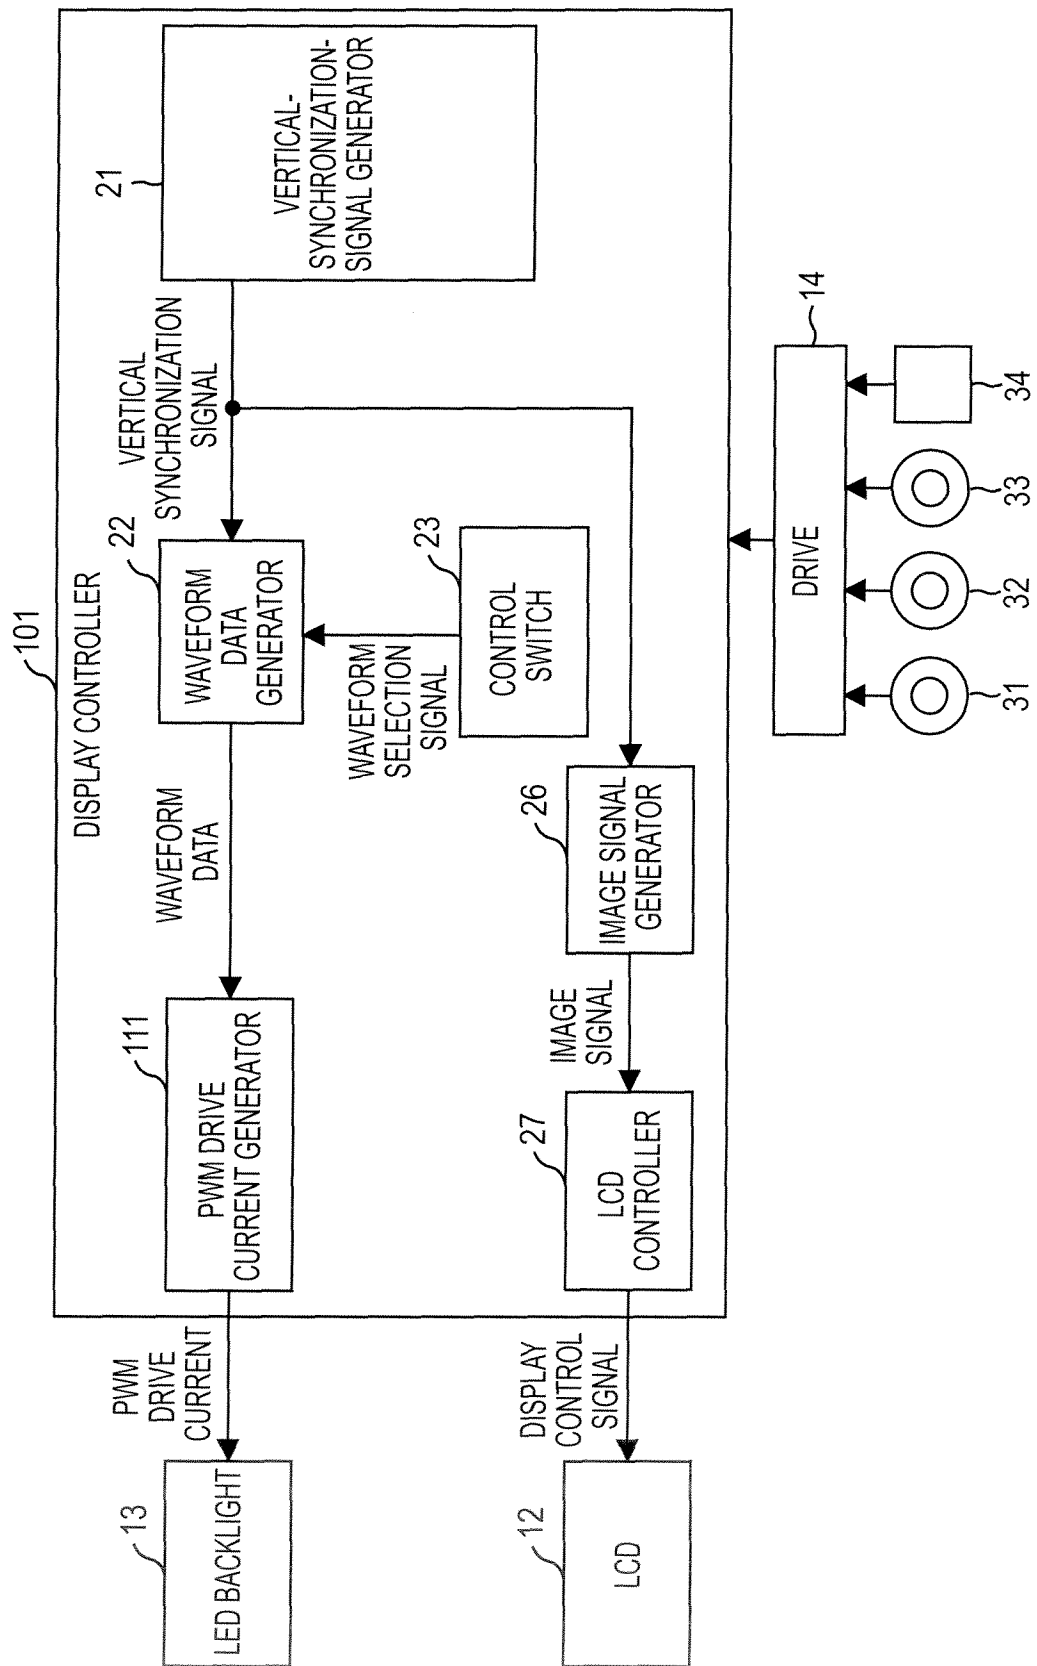 101
DISPLAY CONTROLLER
13
LED BACKLIGHT
PWM
DRIVE
CURRENT
111
PWM DRIVE
CURRENT GENERATOR
WAVEFORM
DATA
22
WAVEFORM
DATA
GENERATOR
VERTICAL
SYNCHRONIZATION
SIGNAL
21
VERTICAL-
SYNCHRONIZATION-
SIGNAL GENERATOR
WAVEFORM
SELECTION
SIGNAL
23
CONTROL
SWITCH
12
LCD
DISPLAY
CONTROL
SIGNAL
27
LCD
CONTROLLER
IMAGE
SIGNAL
26
IMAGE SIGNAL
GENERATOR
DRIVE
14
31
32
33
34